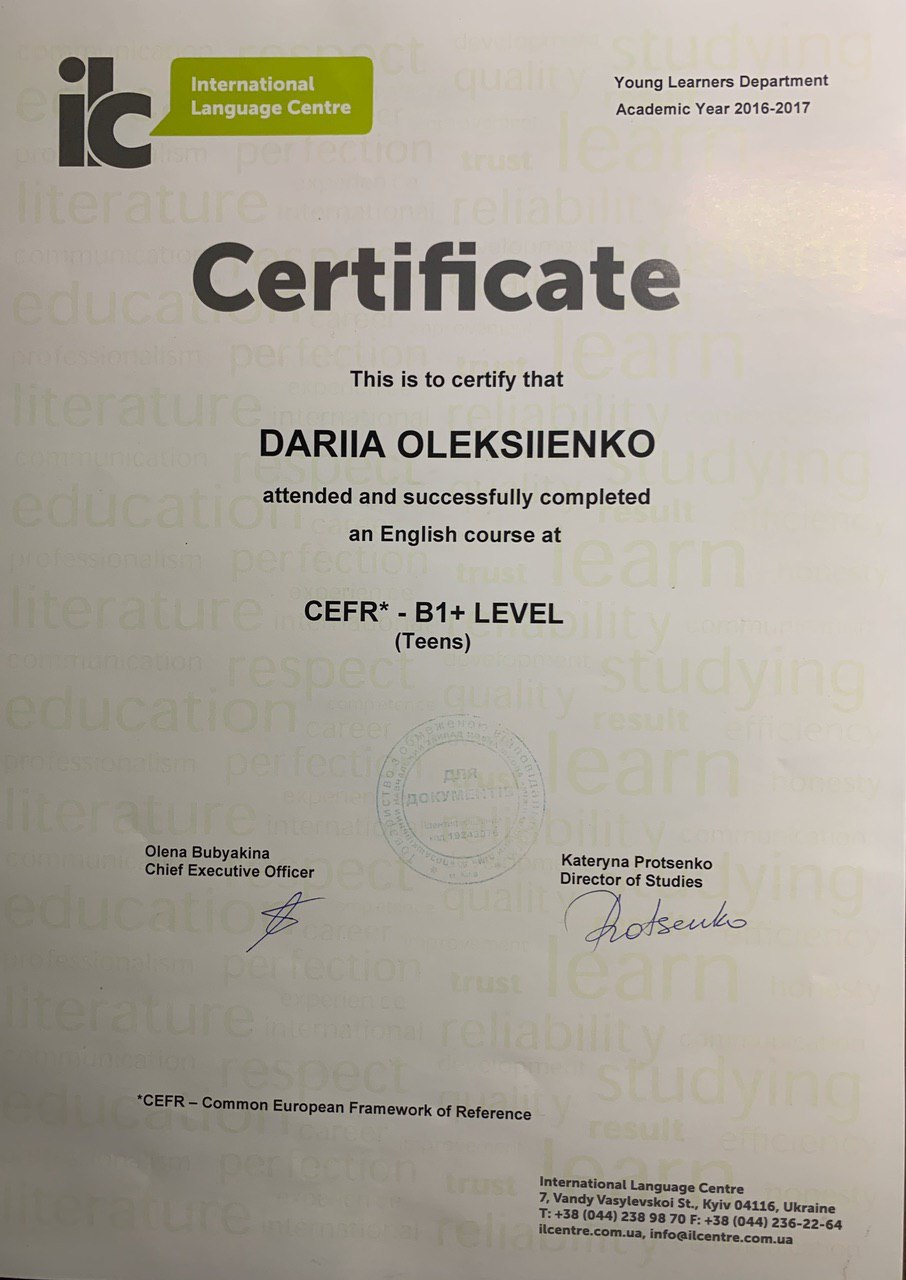 ilc
International
Language Centre
Young Learners Department
Academic Year 2016-2017
Certificate
This is to certify that
DARIIA OLEKSIIENKO
attended and successfully completed
an English course at
CEFR* - B1+ LEVEL
(Teens)
ДЛЯ
ДОКУМЕНТІВ
Olena Bubyakina
Chief Executive Officer
Kateryna Protsenko
Director of Studies
Protsenko
*CEFR – Common European Framework of Reference
International Language Centre
7, Vandy Vasylevskoi St., Kyiv 04116, Ukraine
T: +38 (044) 238 98 70 F: +38 (044) 236-22-64
ilcentre.com.ua, info@ilcentre.com.ua